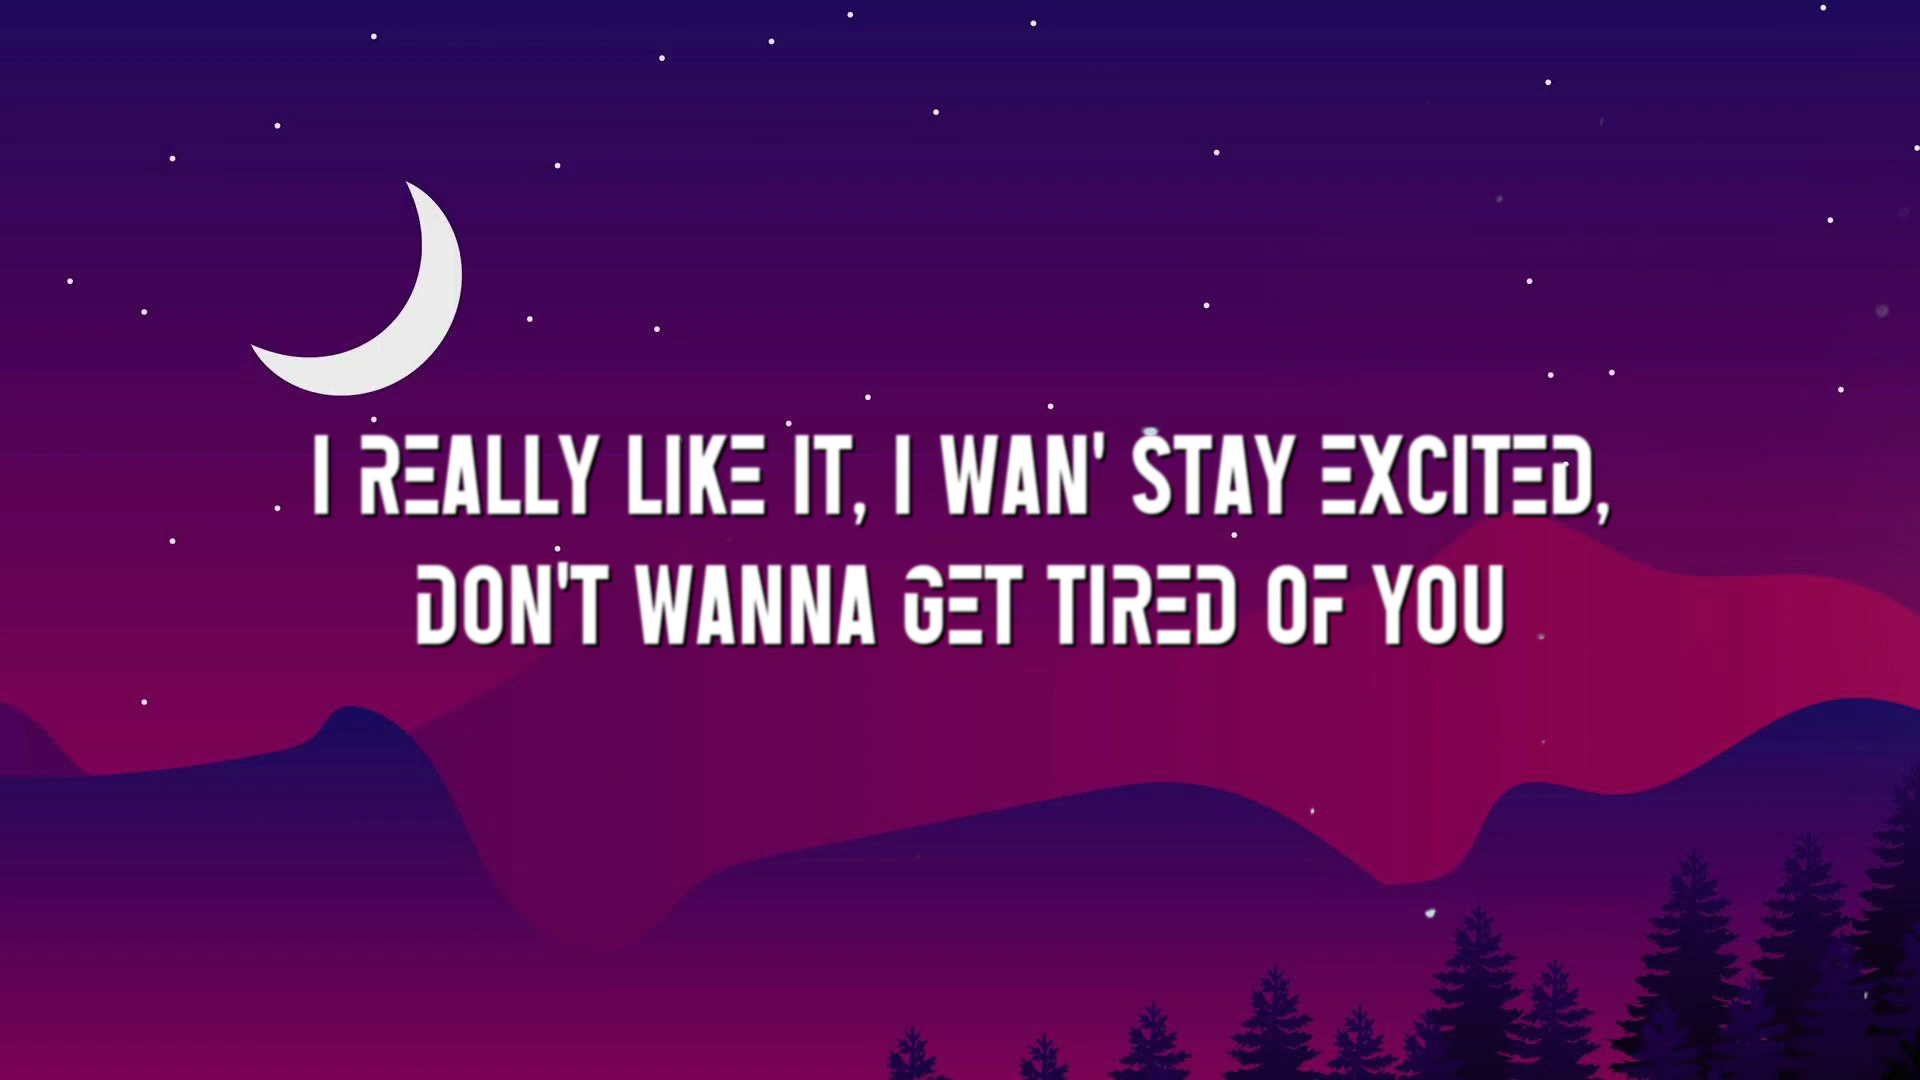 I REALLY LIKE IT, I WAN' STAY EXCITED,
DON'T WANNA GET TIRED OF YOU